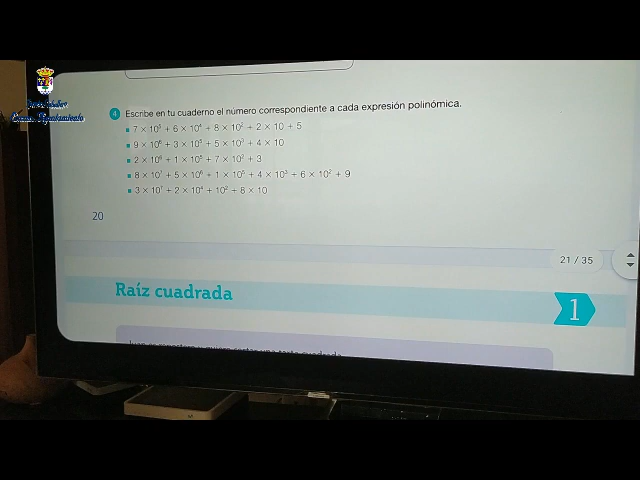 4 Escribe en tu cuaderno el número correspondiente a cada expresión polinómica.
7 × 10⁵ + 6 × 10⁴ + 8 × 10² + 2 × 10 + 5
9 × 10⁶ + 3 × 10⁵ + 5 × 10³ + 4 × 10
2 × 10⁶ + 1 × 10⁵ + 7 × 10² + 3
8 × 10⁷ + 5 × 10⁶ + 1 × 10⁵ + 4 × 10³ + 6 × 10² + 9
3 × 10⁷ + 2 × 10⁴ + 10² + 8 × 10
20
21 / 35
Raíz cuadrada
1